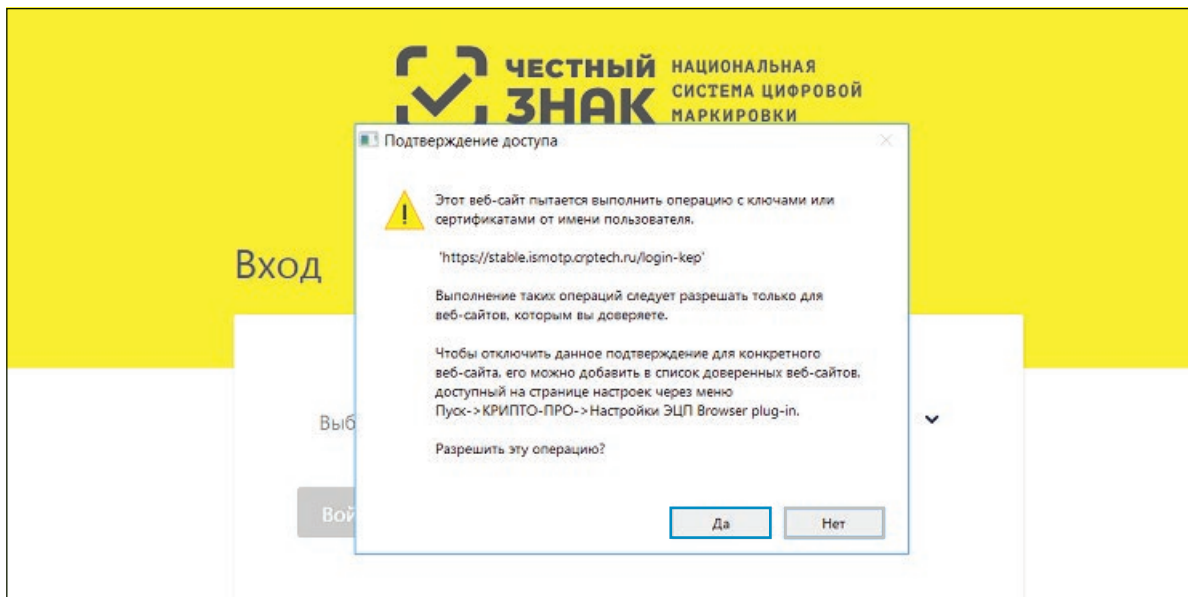 ЧЕСТНЫЙ
ЗНАК
НАЦИОНАЛЬНАЯ
СИСТЕМА ЦИФРОВОЙ
МАРКИРОВКИ
Подтверждение доступа
Этот веб-сайт пытается выполнить операцию с ключами или
сертификатами от имени пользователя.
'https://stable.ismotp.crptech.ru/login-kep'
Выполнение таких операций следует разрешать только для
веб-сайтов, которым вы доверяете.
Чтобы отключить данное подтверждение для конкретного
веб-сайта, его можно добавить в список доверенных веб-сайтов,
доступный на странице настроек через меню
Пуск->КРИПТО-ПРО->Настройки ЭЦП Browser plug-in.
Разрешить эту операцию?
Да
Нет
Вход
Выб
Вой